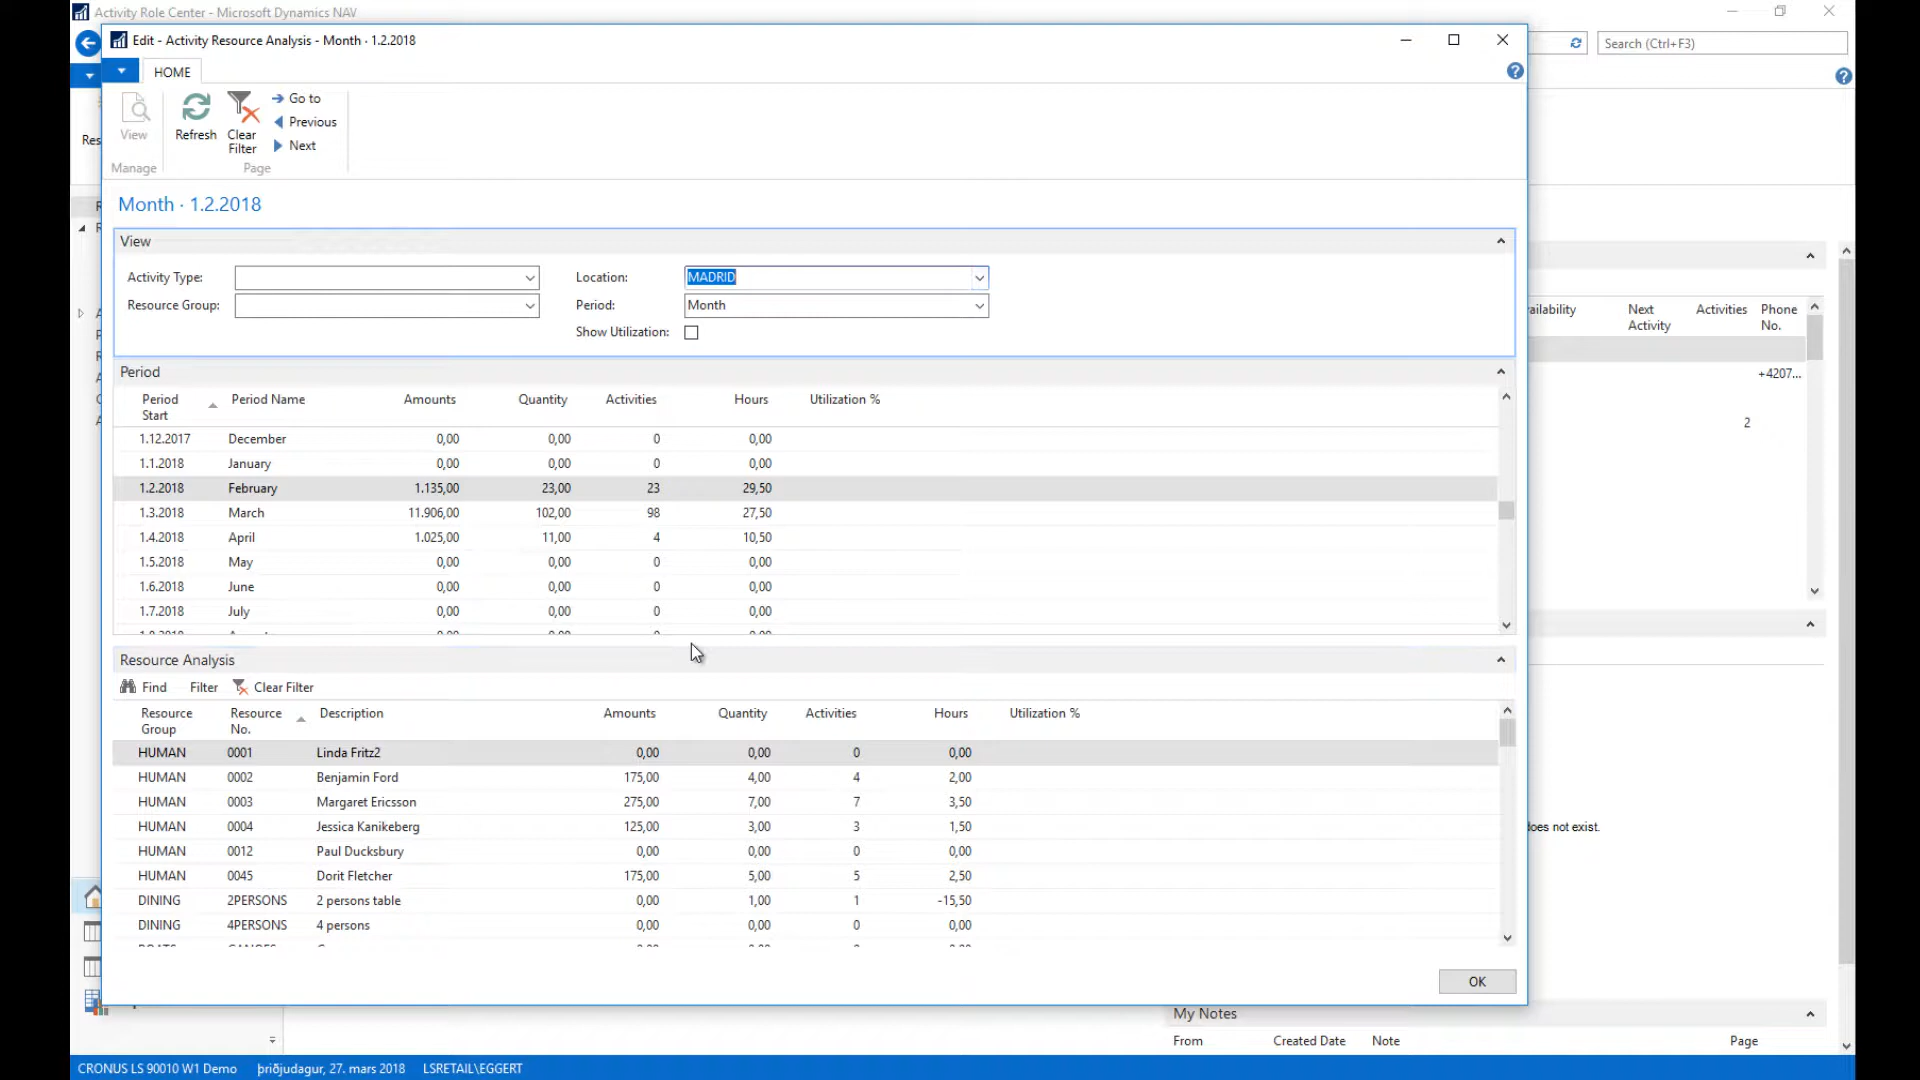 Activity Role Center - Microsoft Dynamics NAV
Edit - Activity Resource Analysis - Month · 1.2.2018
Search (Ctrl+F3)
HOME
View
Refresh
Clear Filter
Go to
Previous
Next
Manage
Page
Res
Month · 1.2.2018
View
Activity Type:
Location: MADRID
Resource Group:
Period: Month
Show Utilization:
Period
Period Start Period Name Amounts Quantity Activities Hours Utilization %
1.12.2017 December 0,00 0,00 0 0,00
1.1.2018 January 0,00 0,00 0 0,00
1.2.2018 February 1.135,00 23,00 23 29,50
1.3.2018 March 11.906,00 102,00 98 27,50
1.4.2018 April 1.025,00 11,00 4 10,50
1.5.2018 May 0,00 0,00 0 0,00
1.6.2018 June 0,00 0,00 0 0,00
1.7.2018 July 0,00 0,00 0 0,00
Resource Analysis
Find Filter Clear Filter
Resource Group Resource No. Description Amounts Quantity Activities Hours Utilization %
HUMAN 0001 Linda Fritz2 0,00 0,00 0 0,00
HUMAN 0002 Benjamin Ford 175,00 4,00 4 2,00
HUMAN 0003 Margaret Ericsson 275,00 7,00 7 3,50
HUMAN 0004 Jessica Kanikeberg 125,00 3,00 3 1,50
HUMAN 0012 Paul Ducksbury 0,00 0,00 0 0,00
HUMAN 0045 Dorit Fletcher 175,00 5,00 5 2,50
DINING 2PERSONS 2 persons table 0,00 1,00 1 -15,50
DINING 4PERSONS 4 persons 0,00 0,00 0 0,00
OK
ailability Next Activity Activities Phone No.
+4207...
2
does not exist.
My Notes
From Created Date Note Page
CRONUS LS 90010 W1 Demo þriðjudagur, 27. mars 2018 LSRETAIL\EGGERT